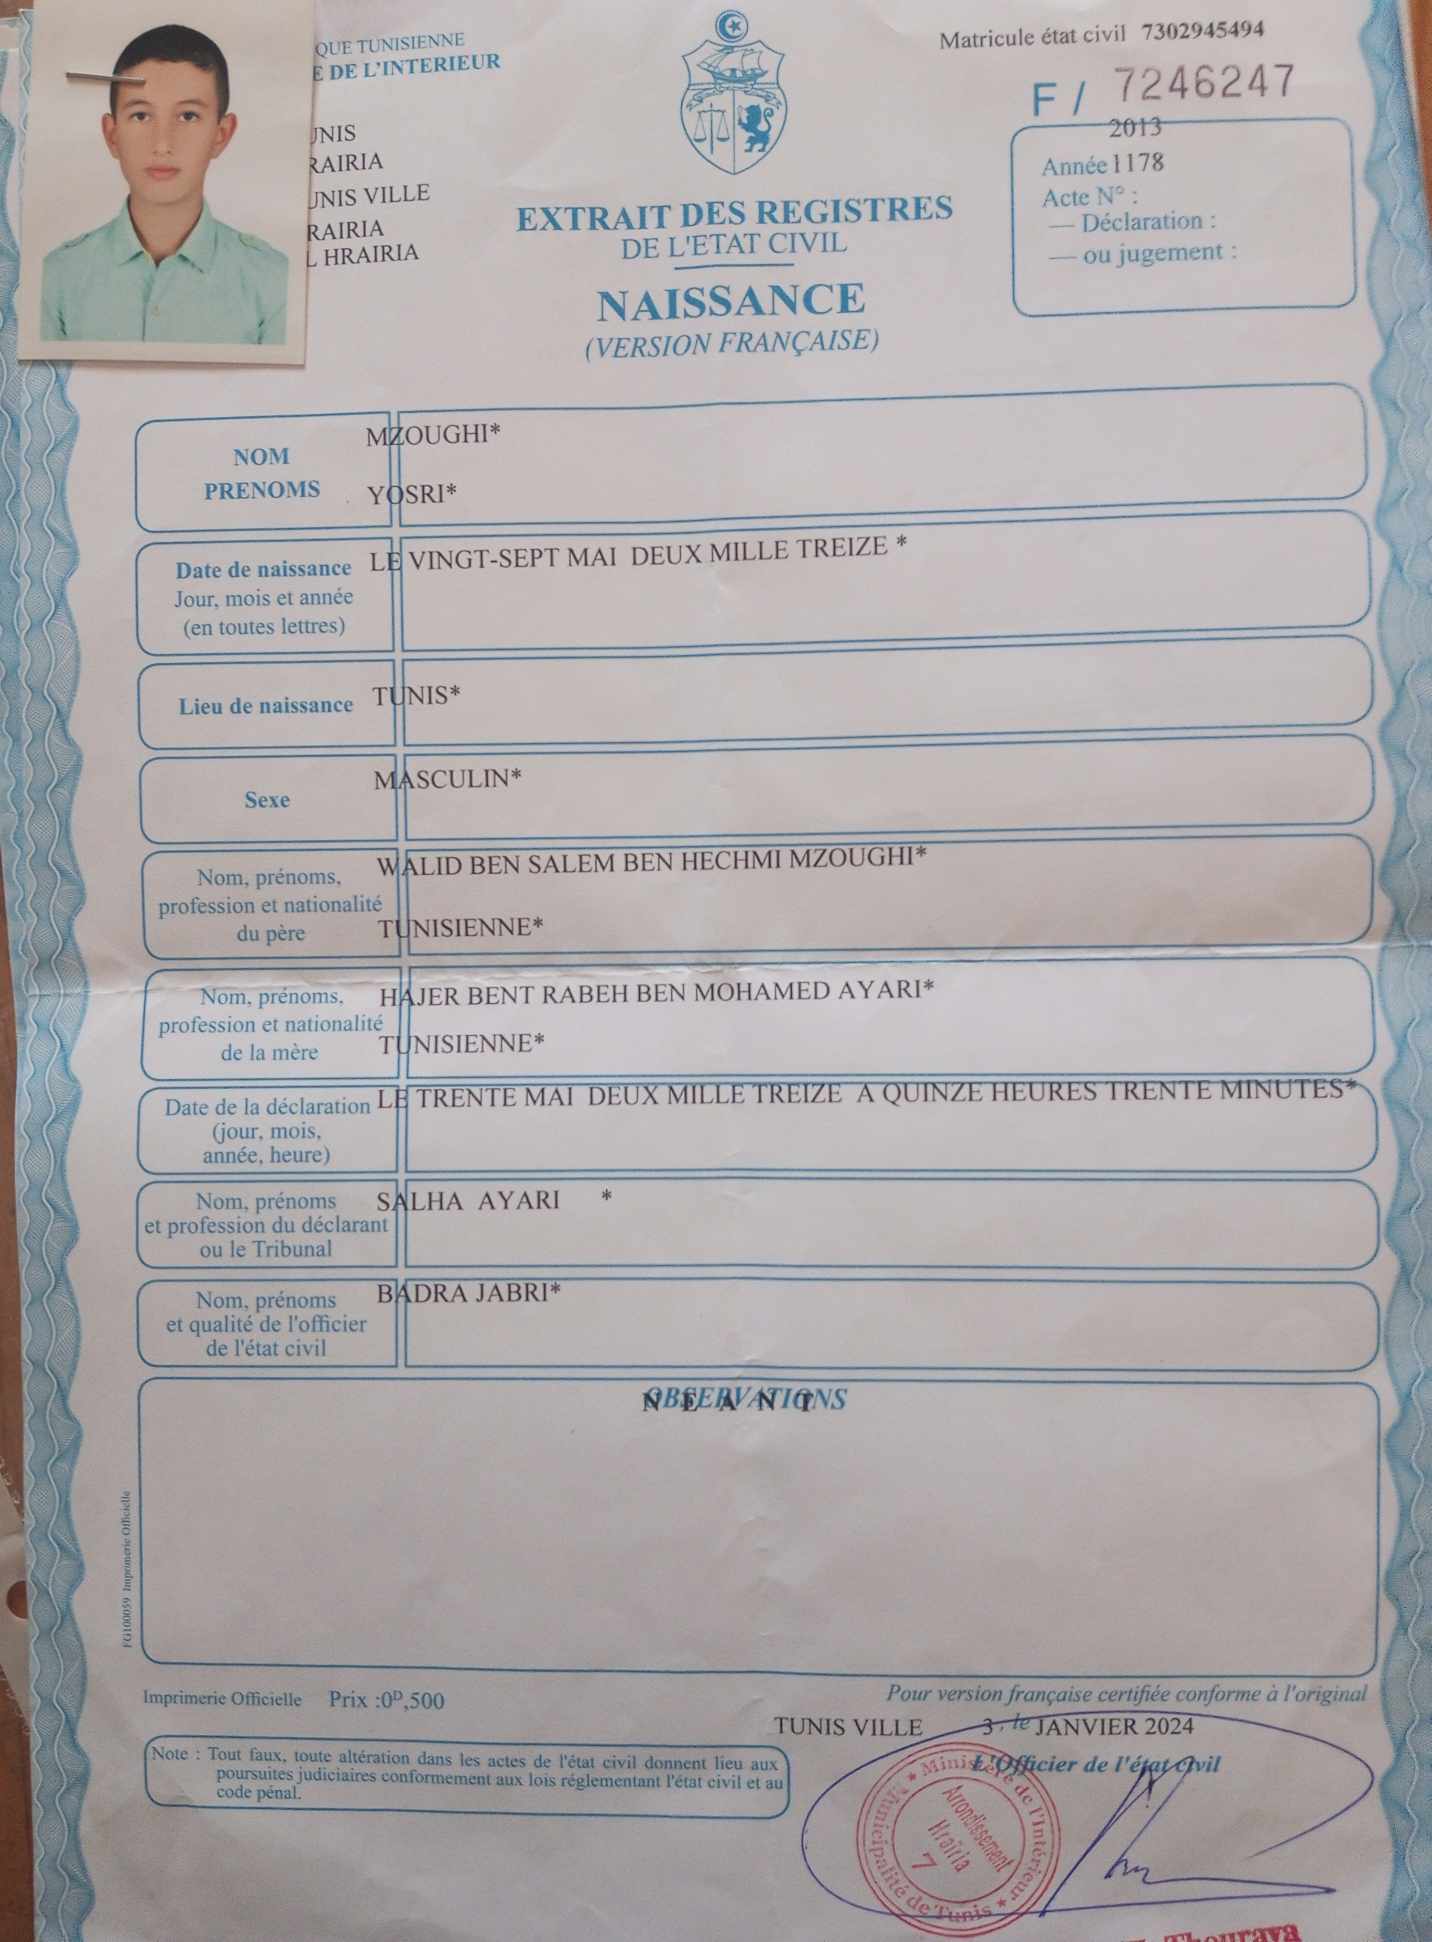 QUE TUNISIENNE
E DE L'INTERIEUR
UNIS
RAIRIA
UNIS VILLE
RAIRIA
L HRAIRIA
Matricule état civil 7302945494
F / 7246247
2013
Année 1178
Acte N° :
— Déclaration :
— ou jugement :
EXTRAIT DES REGISTRES
DE L'ETAT CIVIL
NAISSANCE
(VERSION FRANÇAISE)
NOM
PRENOMS
MZOUGHI*
YOSRI*
Date de naissance
Jour, mois et année
(en toutes lettres)
LE VINGT-SEPT MAI DEUX MILLE TREIZE *
Lieu de naissance
TUNIS*
Sexe
MASCULIN*
Nom, prénoms,
profession et nationalité
du père
WALID BEN SALEM BEN HECHMI MZOUGHI*
TUNISIENNE*
Nom, prénoms,
profession et nationalité
de la mère
HAJER BENT RABEH BEN MOHAMED AYARI*
TUNISIENNE*
Date de la déclaration
(jour, mois,
année, heure)
LE TRENTE MAI DEUX MILLE TREIZE A QUINZE HEURES TRENTE MINUTES*
Nom, prénoms
et profession du déclarant
ou le Tribunal
SALHA AYARI *
Nom, prénoms
et qualité de l'officier
de l'état civil
BADRA JABRI*
OBSERVATIONS
N E A N T
FG100059 Imprimerie Officielle
Imprimerie Officielle Prix :0D,500
Pour version française certifiée conforme à l'original
TUNIS VILLE 3, le JANVIER 2024
L'Officier de l'état civil
Note : Tout faux, toute altération dans les actes de l'état civil donnent lieu aux
poursuites judiciaires conformement aux lois réglementant l'état civil et au
code pénal.
★ Ministère de l'Intérieur ★ Municipalité de Tunis
Arrondissement
Hraïria
7
Thouraya